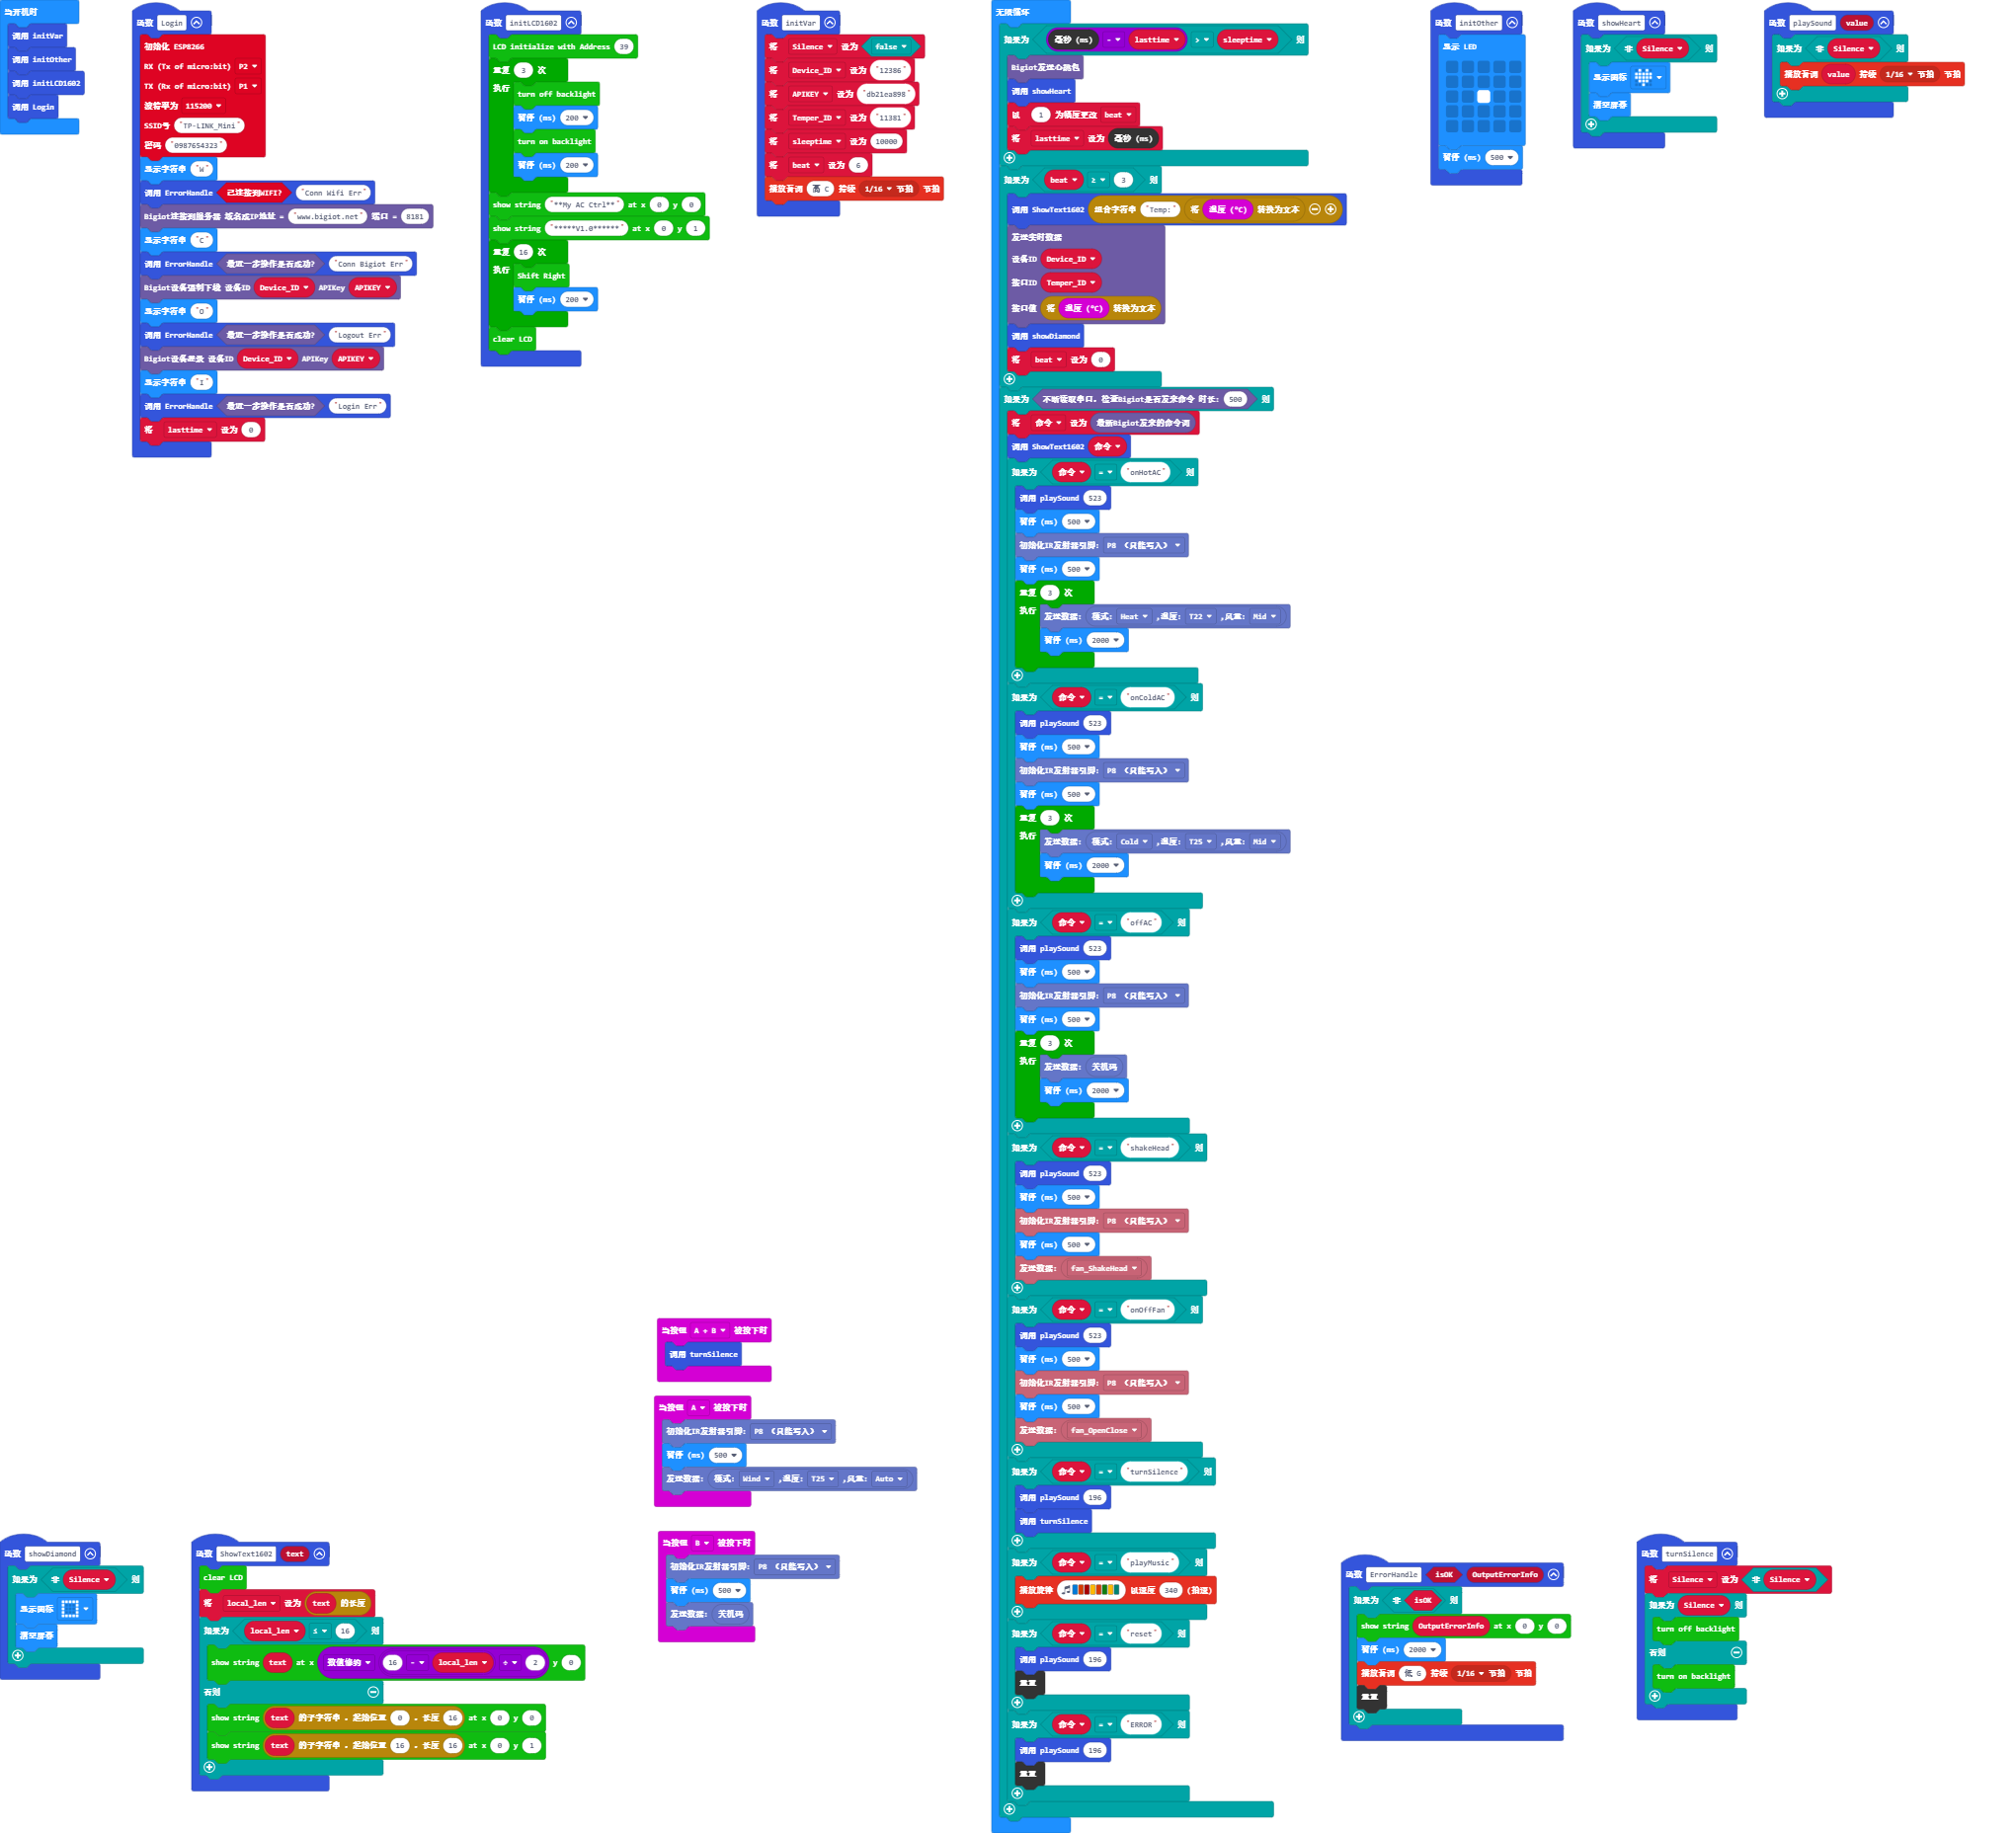 当开机时
调用 initVar
调用 initOther
调用 initLCD1602
调用 Login
函数 Login
初始化 ESP8266
RX (Tx of micro:bit) P2
TX (Rx of micro:bit) P1
波特率为 115200
SSID号 "TP-LINK_Mini"
密码 "0987654323"
显示字符串 "W"
调用 ErrorHandle 已连接到WIFI? "Conn Wifi Err"
Bigiot连接到服务器 域名或IP地址 = "www.bigiot.net" 端口 = 8181
显示字符串 "C"
调用 ErrorHandle 最近一步操作是否成功? "Conn Bigiot Err"
Bigiot设备强制下线 设备ID Device_ID APIKey APIKEY
显示字符串 "O"
调用 ErrorHandle 最近一步操作是否成功? "Logout Err"
Bigiot设备登录 设备ID Device_ID APIKey APIKEY
显示字符串 "I"
调用 ErrorHandle 最近一步操作是否成功? "Login Err"
将 lasttime 设为 0
函数 initLCD1602
LCD initialize with Address 39
重复 3 次
执行
turn off backlight
暂停 (ms) 200
turn on backlight
暂停 (ms) 200
show string "**My AC Ctrl**" at x 0 y 0
show string "*****V1.0******" at x 0 y 1
重复 16 次
执行
Shift Right
暂停 (ms) 200
clear LCD
函数 initVar
将 Silence 设为 false
将 Device_ID 设为 "12386"
将 APIKEY 设为 "db21ea898"
将 Temper_ID 设为 "11381"
将 sleeptime 设为 10000
将 beat 设为 6
播放音调 高 C 持续 1/16 节拍 节拍
无限循环
如果为 毫秒 (ms) - lasttime > sleeptime 则
Bigiot发送心跳包
调用 showHeart
以 1 为幅度更改 beat
将 lasttime 设为 毫秒 (ms)
如果为 beat ≥ 3 则
调用 ShowText1602 组合字符串 "Temp:" 将 温度 (°C) 转换为文本
发送实时数据
设备ID Device_ID
接口ID Temper_ID
接口值 将 温度 (°C) 转换为文本
调用 showDiamond
将 beat 设为 0
如果为 不断读取串口, 检查Bigiot是否发来命令 时长: 500 则
将 命令 设为 最新Bigiot发来的命令词
调用 ShowText1602 命令
如果为 命令 = "onHotAC" 则
调用 playSound 523
暂停 (ms) 500
初始化IR发射器引脚: P8 (只能写入)
暂停 (ms) 500
重复 3 次
执行
发送数据: 模式: Heat ,温度: T22 ,风速: Mid
暂停 (ms) 2000
如果为 命令 = "onColdAC" 则
调用 playSound 523
暂停 (ms) 500
初始化IR发射器引脚: P8 (只能写入)
暂停 (ms) 500
重复 3 次
执行
发送数据: 模式: Cold ,温度: T25 ,风速: Mid
暂停 (ms) 2000
如果为 命令 = "offAC" 则
调用 playSound 523
暂停 (ms) 500
初始化IR发射器引脚: P8 (只能写入)
暂停 (ms) 500
重复 3 次
执行
发送数据: 关机码
暂停 (ms) 2000
如果为 命令 = "shakeHead" 则
调用 playSound 523
暂停 (ms) 500
初始化IR发射器引脚: P8 (只能写入)
暂停 (ms) 500
发送数据: fan_ShakeHead
如果为 命令 = "onOffFan" 则
调用 playSound 523
暂停 (ms) 500
初始化IR发射器引脚: P8 (只能写入)
暂停 (ms) 500
发送数据: fan_OpenClose
如果为 命令 = "turnSilence" 则
调用 playSound 196
调用 turnSilence
如果为 命令 = "playMusic" 则
播放旋律 以速度 340 (拍速)
如果为 命令 = "reset" 则
调用 playSound 196
重置
如果为 命令 = "ERROR" 则
调用 playSound 196
重置
函数 initOther
显示 LED
暂停 (ms) 500
函数 showHeart
如果为 非 Silence 则
显示图标
清空屏幕
函数 playSound value
如果为 非 Silence 则
播放音调 value 持续 1/16 节拍 节拍
当按钮 A + B 被按下时
调用 turnSilence
当按钮 A 被按下时
初始化IR发射器引脚: P8 (只能写入)
暂停 (ms) 500
发送数据: 模式: Wind ,温度: T25 ,风速: Auto
当按钮 B 被按下时
初始化IR发射器引脚: P8 (只能写入)
暂停 (ms) 500
发送数据: 关机码
函数 showDiamond
如果为 非 Silence 则
显示图标
清空屏幕
函数 ShowText1602 text
clear LCD
将 local_len 设为 text 的长度
如果为 local_len 16 则
show string text at x 数值修约 16 - local_len ÷ 2 y 0
否则
show string text 的子字符串 , 起始位置 0 , 长度 16 at x 0 y 0
show string text 的子字符串 , 起始位置 16 , 长度 16 at x 0 y 1
函数 ErrorHandle isOK OutputErrorInfo
如果为 非 isOK 则
show string OutputErrorInfo at x 0 y 0
暂停 (ms) 2000
播放音调 低 G 持续 1/16 节拍 节拍
重置
函数 turnSilence
将 Silence 设为 非 Silence
如果为 Silence 则
turn off backlight
否则
turn on backlight